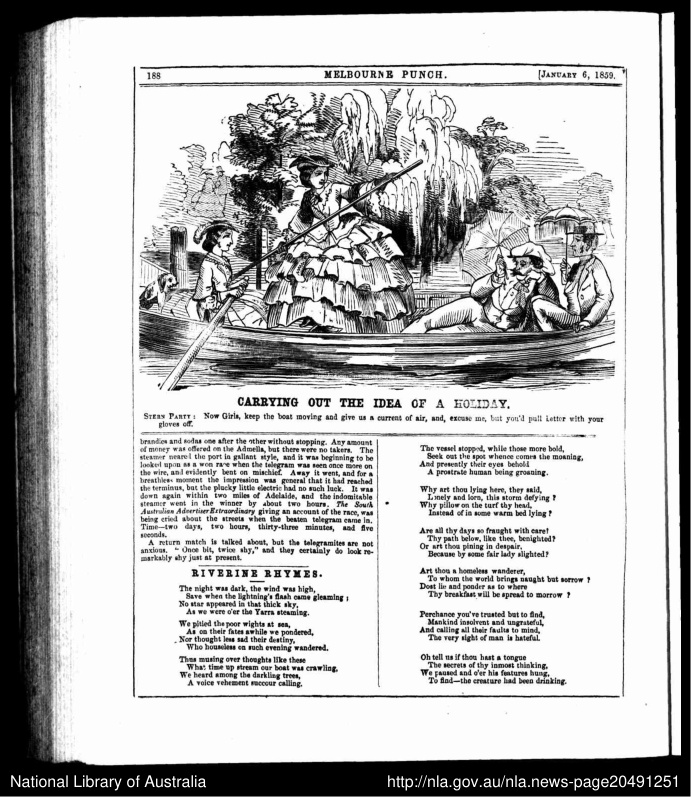 188
MELBOURNE PUNCH.
[JANUARY 6, 1859.
CARRYING OUT THE IDEA OF A HOLIDAY.
STERN PARTY: Now Girls, keep the boat moving and give us a current of air, and, excuse me, but you'd pull better with your
gloves off.
brandies and sodas one after the other without stopping. Any amount
of money was offered on the Admella, but there were no takers. The
steamer neared the port in gallant style, and it was beginning to be
looked upon as a won race when the telegram was seen once more on
the wire, and evidently bent on mischief. Away it went, and for a
breathless moment the impression was general that it had reached
the terminus, but the plucky little electric had no such luck. It was
down again within two miles of Adelaide, and the indomitable
steamer went in the winner by about two hours. The South
Australian Advertiser Extraordinary giving an account of the race, was
being cried about the streets when the beaten telegram came in.
Time—two days, two hours, thirty-three minutes, and five
seconds.
A return match is talked about, but the telegramites are not
anxious. "Once bit, twice shy," and they certainly do look re-
markably shy just at present.
RIVERINE RHYMES.
The night was dark, the wind was high,
Save when the lightning's flash came gleaming;
No star appeared in that thick sky,
As we were o'er the Yarra steaming.
We pitied the poor wights at sea,
As on their fates awhile we pondered,
Nor thought less sad their destiny,
Who houseless on such evening wandered.
Thus musing over thoughts like these
What time up stream our boat was crawling,
We heard among the darkling trees,
A voice vehement succour calling.
The vessel stopped, while those more bold,
Seek out the spot whence comes the moaning,
And presently their eyes behold
A prostrate human being groaning.
Why art thou lying here, they said,
Lonely and lorn, this storm defying?
Why pillow on the turf thy head,
Instead of in some warm bed lying?
Are all thy days so fraught with care?
Thy path below, like thee, benighted?
Or art thou pining in despair,
Because by some fair lady slighted?
Art thou a homeless wanderer,
To whom the world brings naught but sorrow?
Dost lie and ponder as to where
Thy breakfast will be spread to morrow?
Perchance you've trusted but to find,
Mankind insolvent and ungrateful,
And calling all their faults to mind,
The very sight of man is hateful.
Oh tell us if thou hast a tongue
The secrets of thy inmost thinking,
We paused and o'er his features hung,
To find—the creature had been drinking.
National Library of Australia
http://nla.gov.au/nla.news-page20491251